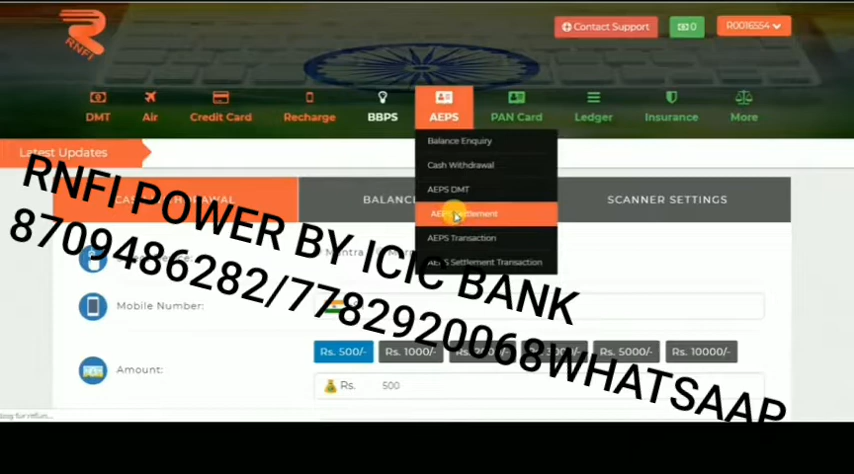 RNFI
Contact Support
0
R0016554
DMT
Air
Credit Card
Recharge
BBPS
AEPS
PAN Card
Ledger
Insurance
More
Balance Enquiry
Cash Withdrawal
AEPS DMT
AEPS Settlement
AEPS Transaction
AEPS Settlement Transaction
Latest Updates
SCANNER SETTINGS
RNFI POWER BY ICIC BANK
8709486282/7782920068WHATSAAP
Mobile Number:
Amount:
Rs. 500/-
Rs. 1000/-
Rs. 5000/-
Rs. 10000/-
Rs.
500